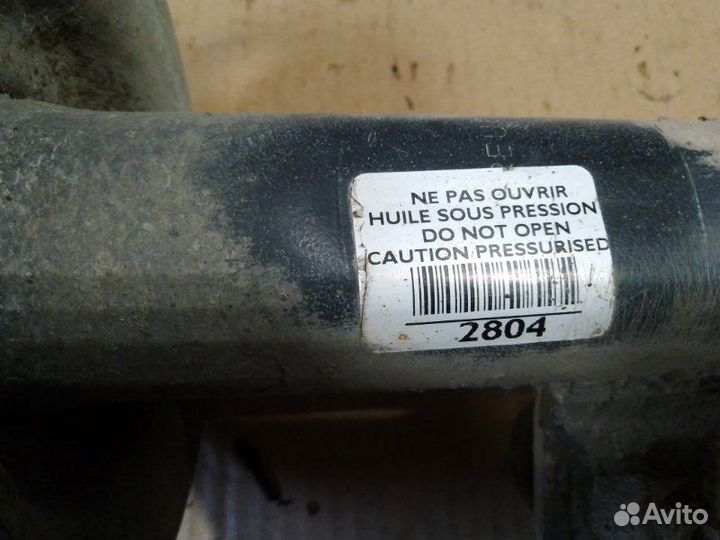 NE PAS OUVRIR
HUILE SOUS PRESSION
DO NOT OPEN
CAUTION PRESSURISED
2804
Avito